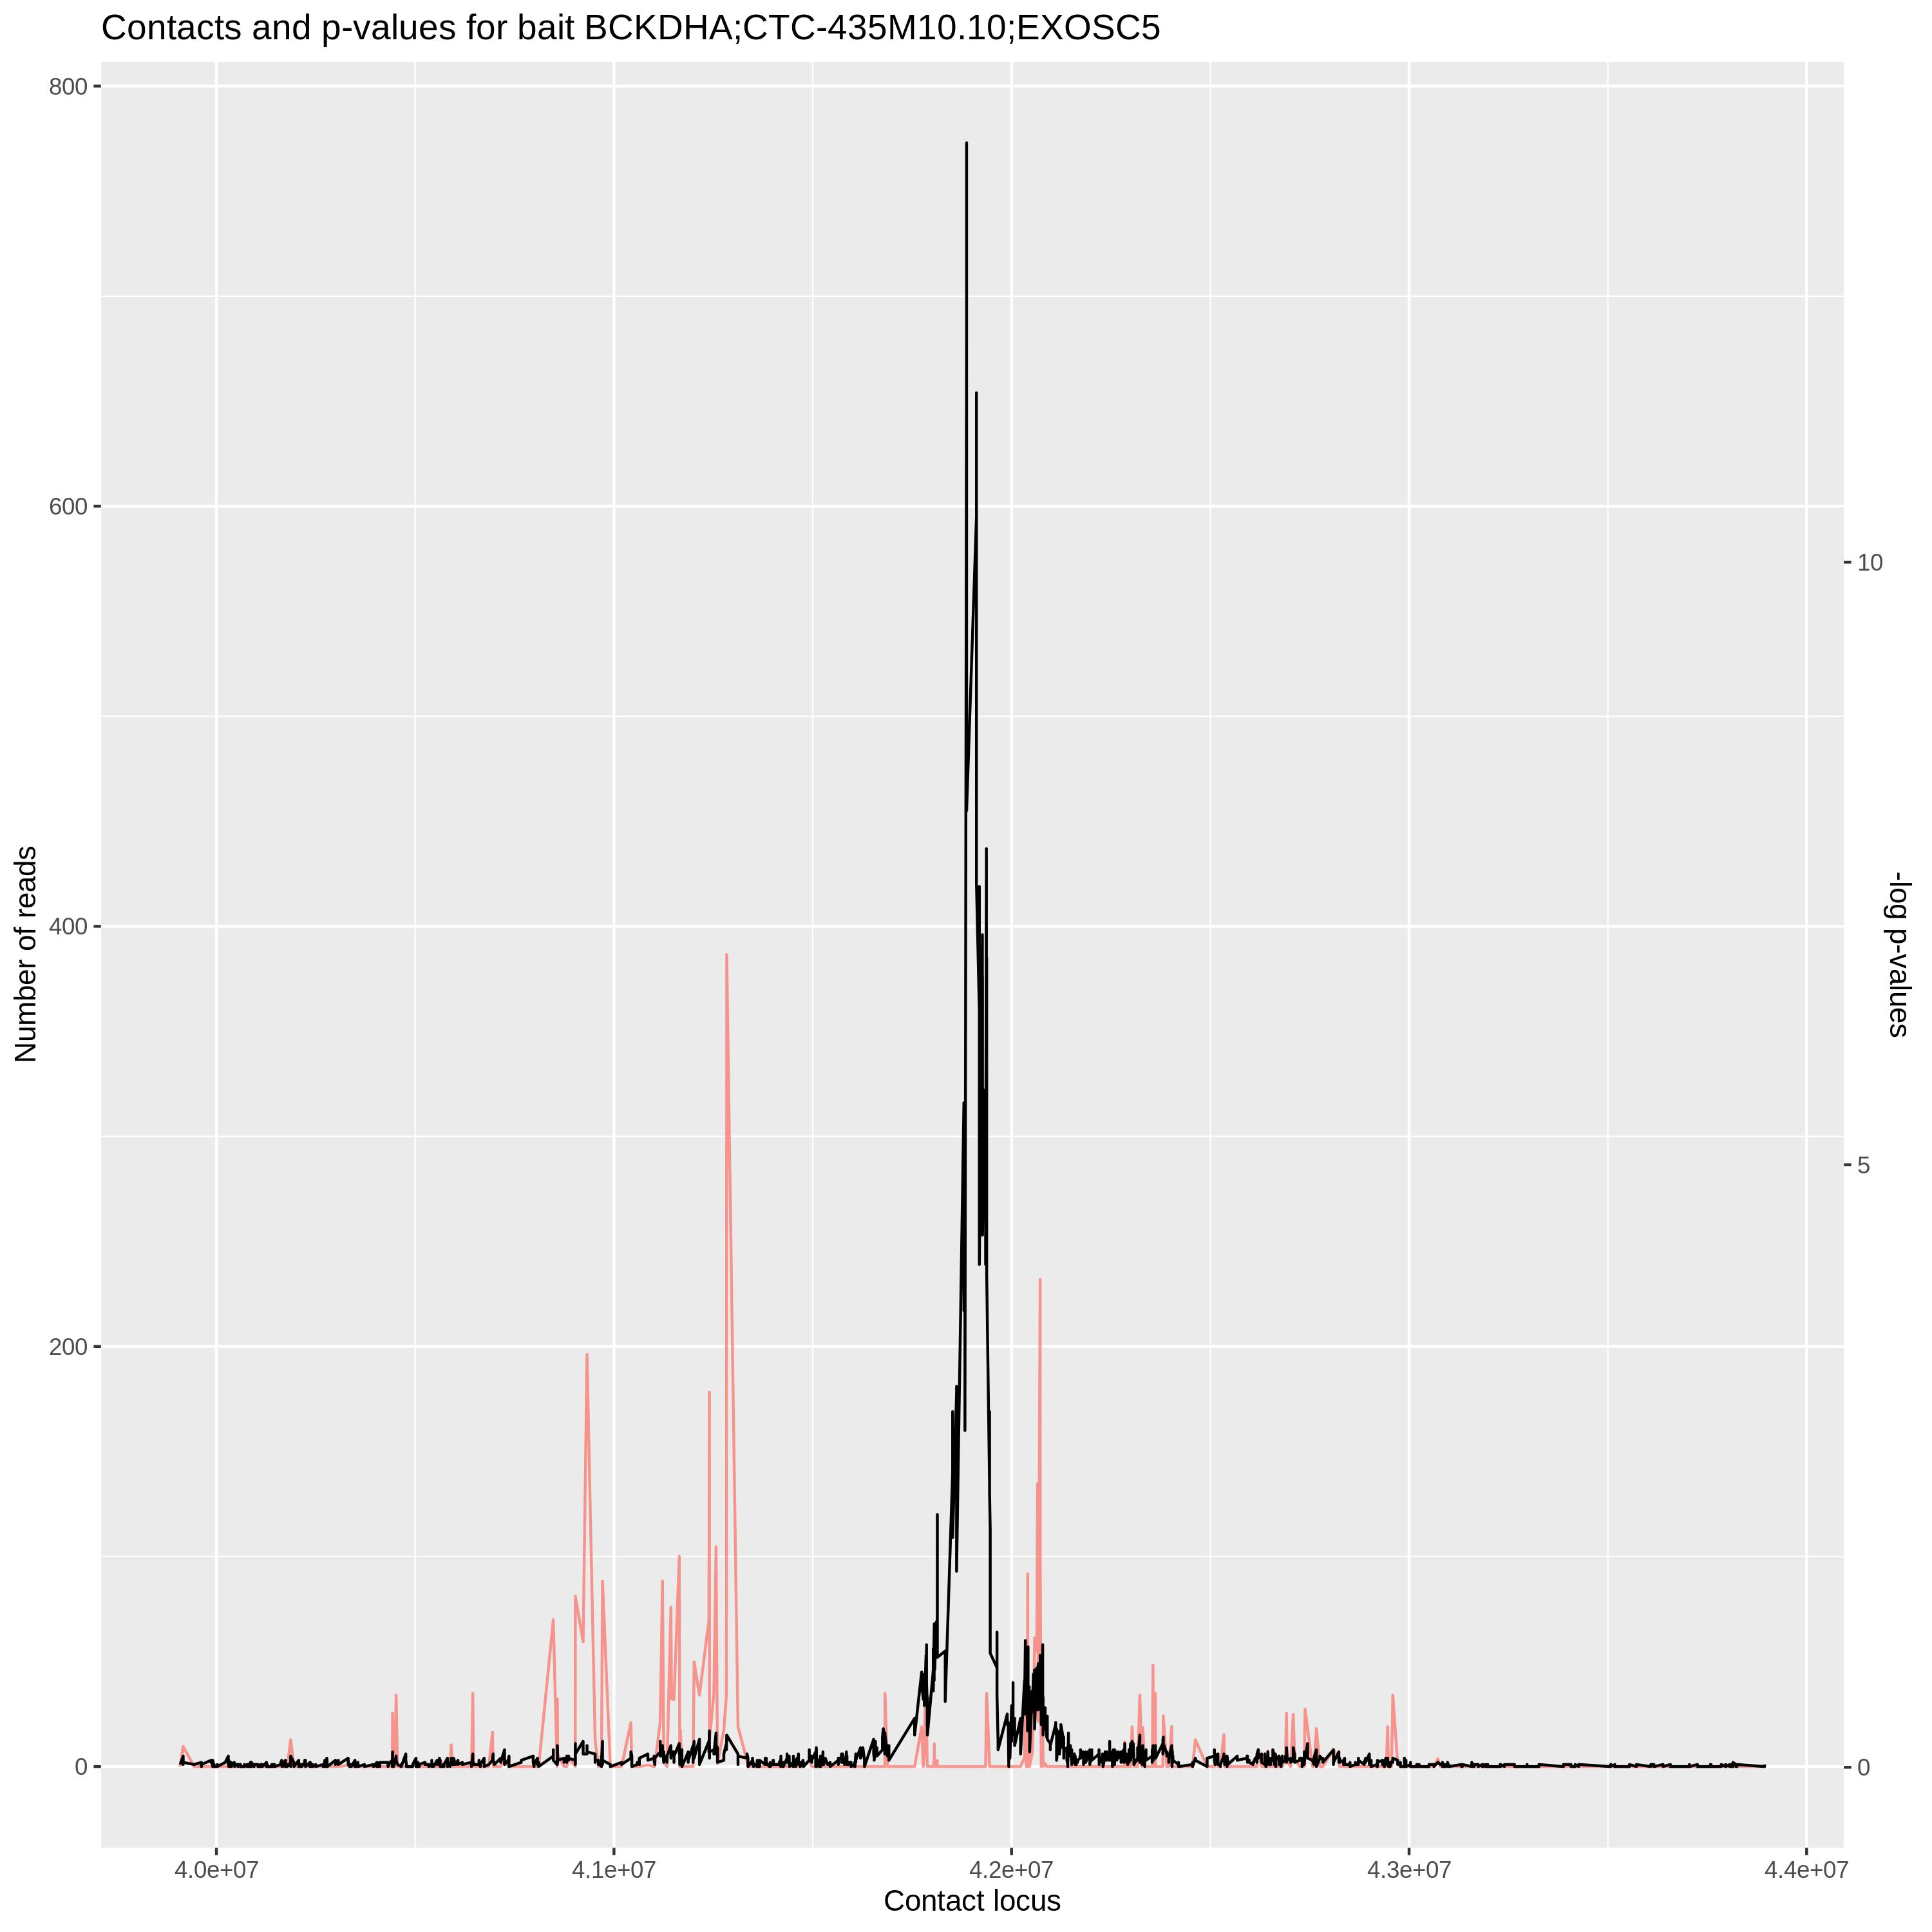 Contacts and p-values for bait BCKDHA;CTC-435M10.10;EXOSC5
800
600
400
200
0
Number of reads
10
5
0
-log p-values
4.0e+07 4.1e+07 4.2e+07 4.3e+07 4.4e+07
Contact locus